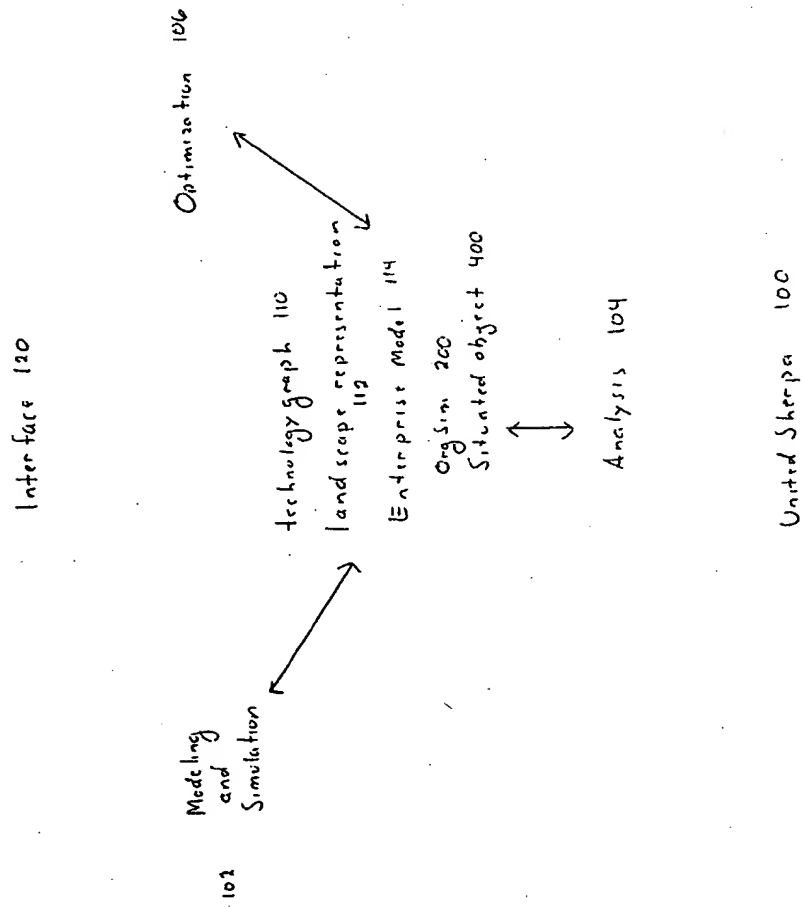 Interface 120
Modeling
and
Simulation
102
Optimization 106
technology graph 110
landscape representation
112
Enterprise Model 114
OrgSim 200
Situated object 400
Analysis 104
United Sherpa 100